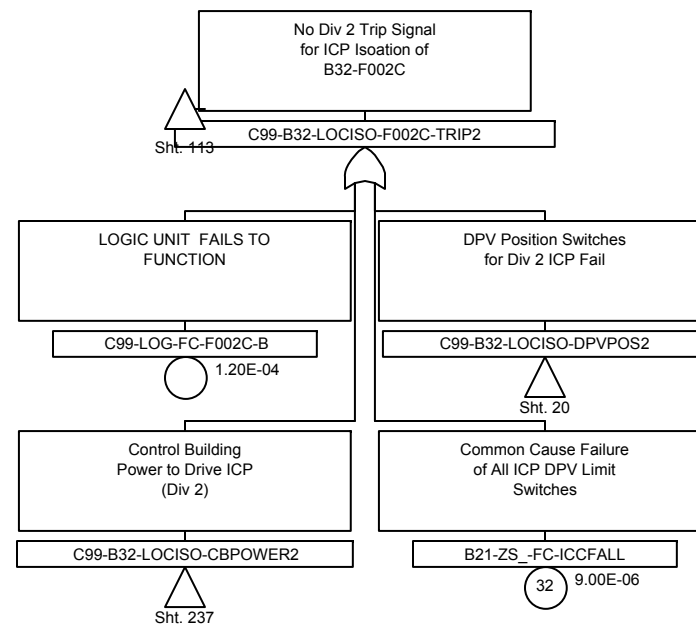 No Div 2 Trip Signal
for ICP Isoation of
B32-F002C
C99-B32-LOCISO-F002C-TRIP2
Sht. 113
LOGIC UNIT FAILS TO
FUNCTION
C99-LOG-FC-F002C-B
1.20E-04
DPV Position Switches
for Div 2 ICP Fail
C99-B32-LOCISO-DPVPOS2
Sht. 20
Control Building
Power to Drive ICP
(Div 2)
C99-B32-LOCISO-CBPOWER2
Sht. 237
Common Cause Failure
of All ICP DPV Limit
Switches
B21-ZS_-FC-ICCFALL
32
9.00E-06